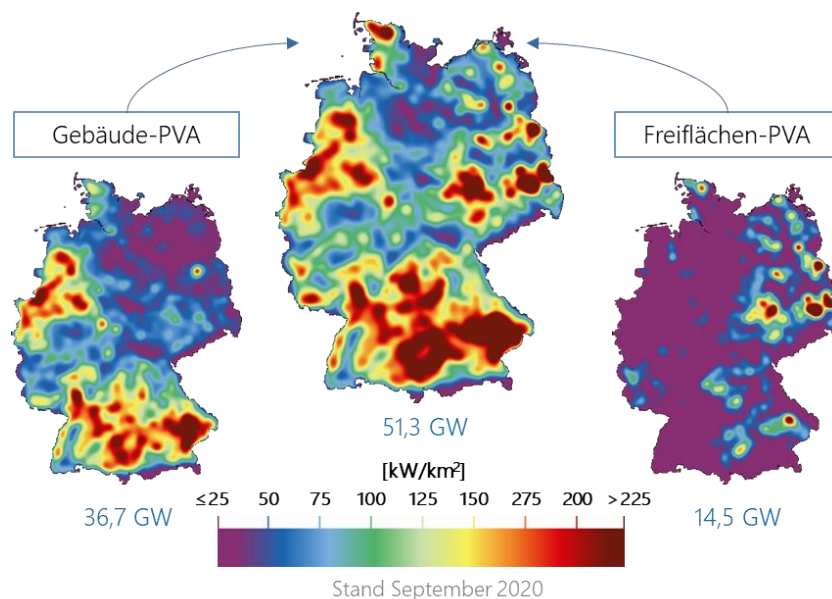 Gebäude-PVA
Freiflächen-PVA
51,3 GW
[kW/km²]
≤25 50 75 100 125 150 275 200 >225
36,7 GW
14,5 GW
Stand September 2020